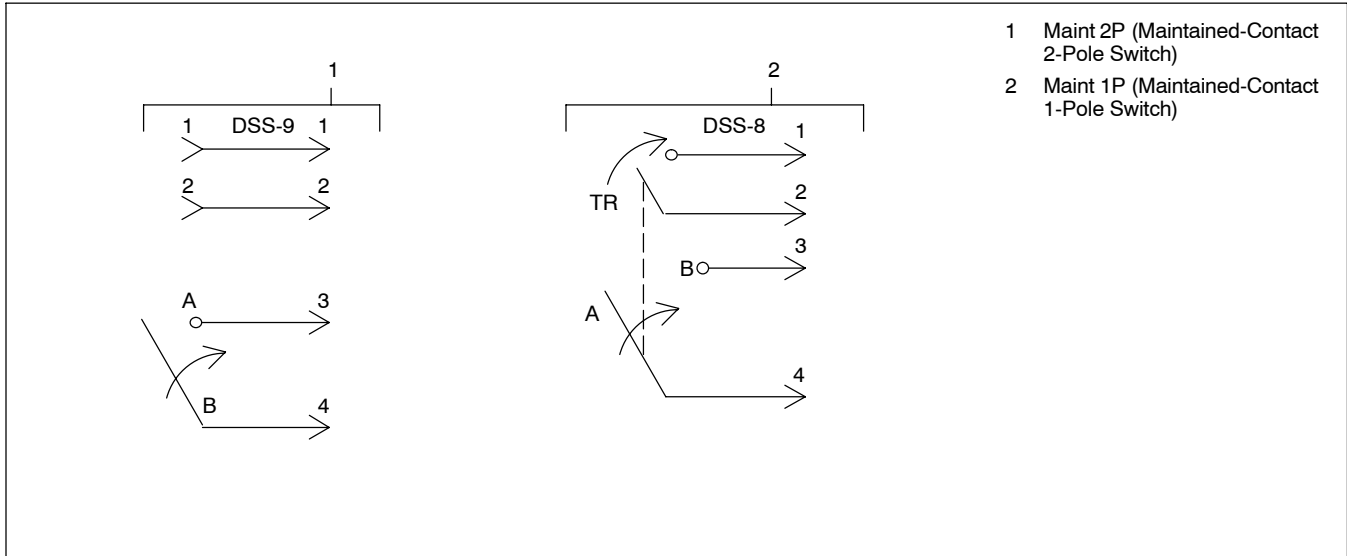 1 Maint 2P (Maintained-Contact
2-Pole Switch)
2 Maint 1P (Maintained-Contact
1-Pole Switch)
1
1 DSS-9 1
2 2
A 3
B 4
2
DSS-8 1
TR 2
B 3
A
4